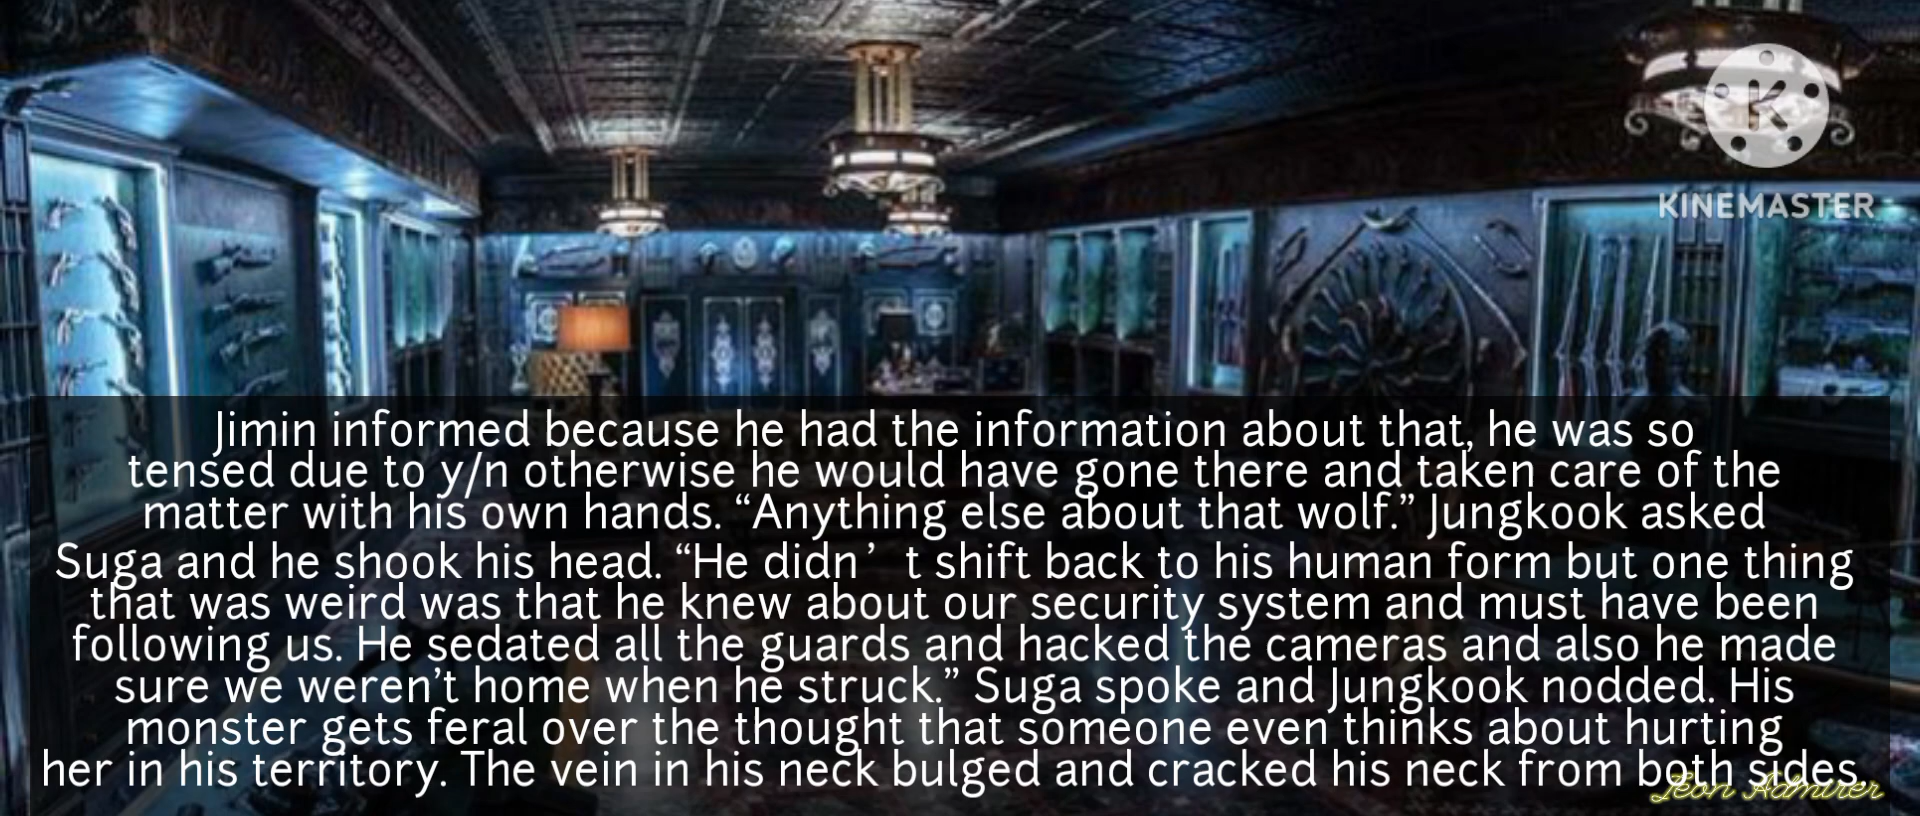 KINEMASTER
Jimin informed because he had the information about that, he was so
tensed due to y/n otherwise he would have gone there and taken care of the
matter with his own hands. “Anything else about that wolf.” Jungkook asked
Suga and he shook his head. “He didn’ t shift back to his human form but one thing
that was weird was that he knew about our security system and must have been
following us. He sedated all the guards and hacked the cameras and also he made
sure we weren’t home when he struck.” Suga spoke and Jungkook nodded. His
monster gets feral over the thought that someone even thinks about hurting
her in his territory. The vein in his neck bulged and cracked his neck from both sides.
Leon Admirer